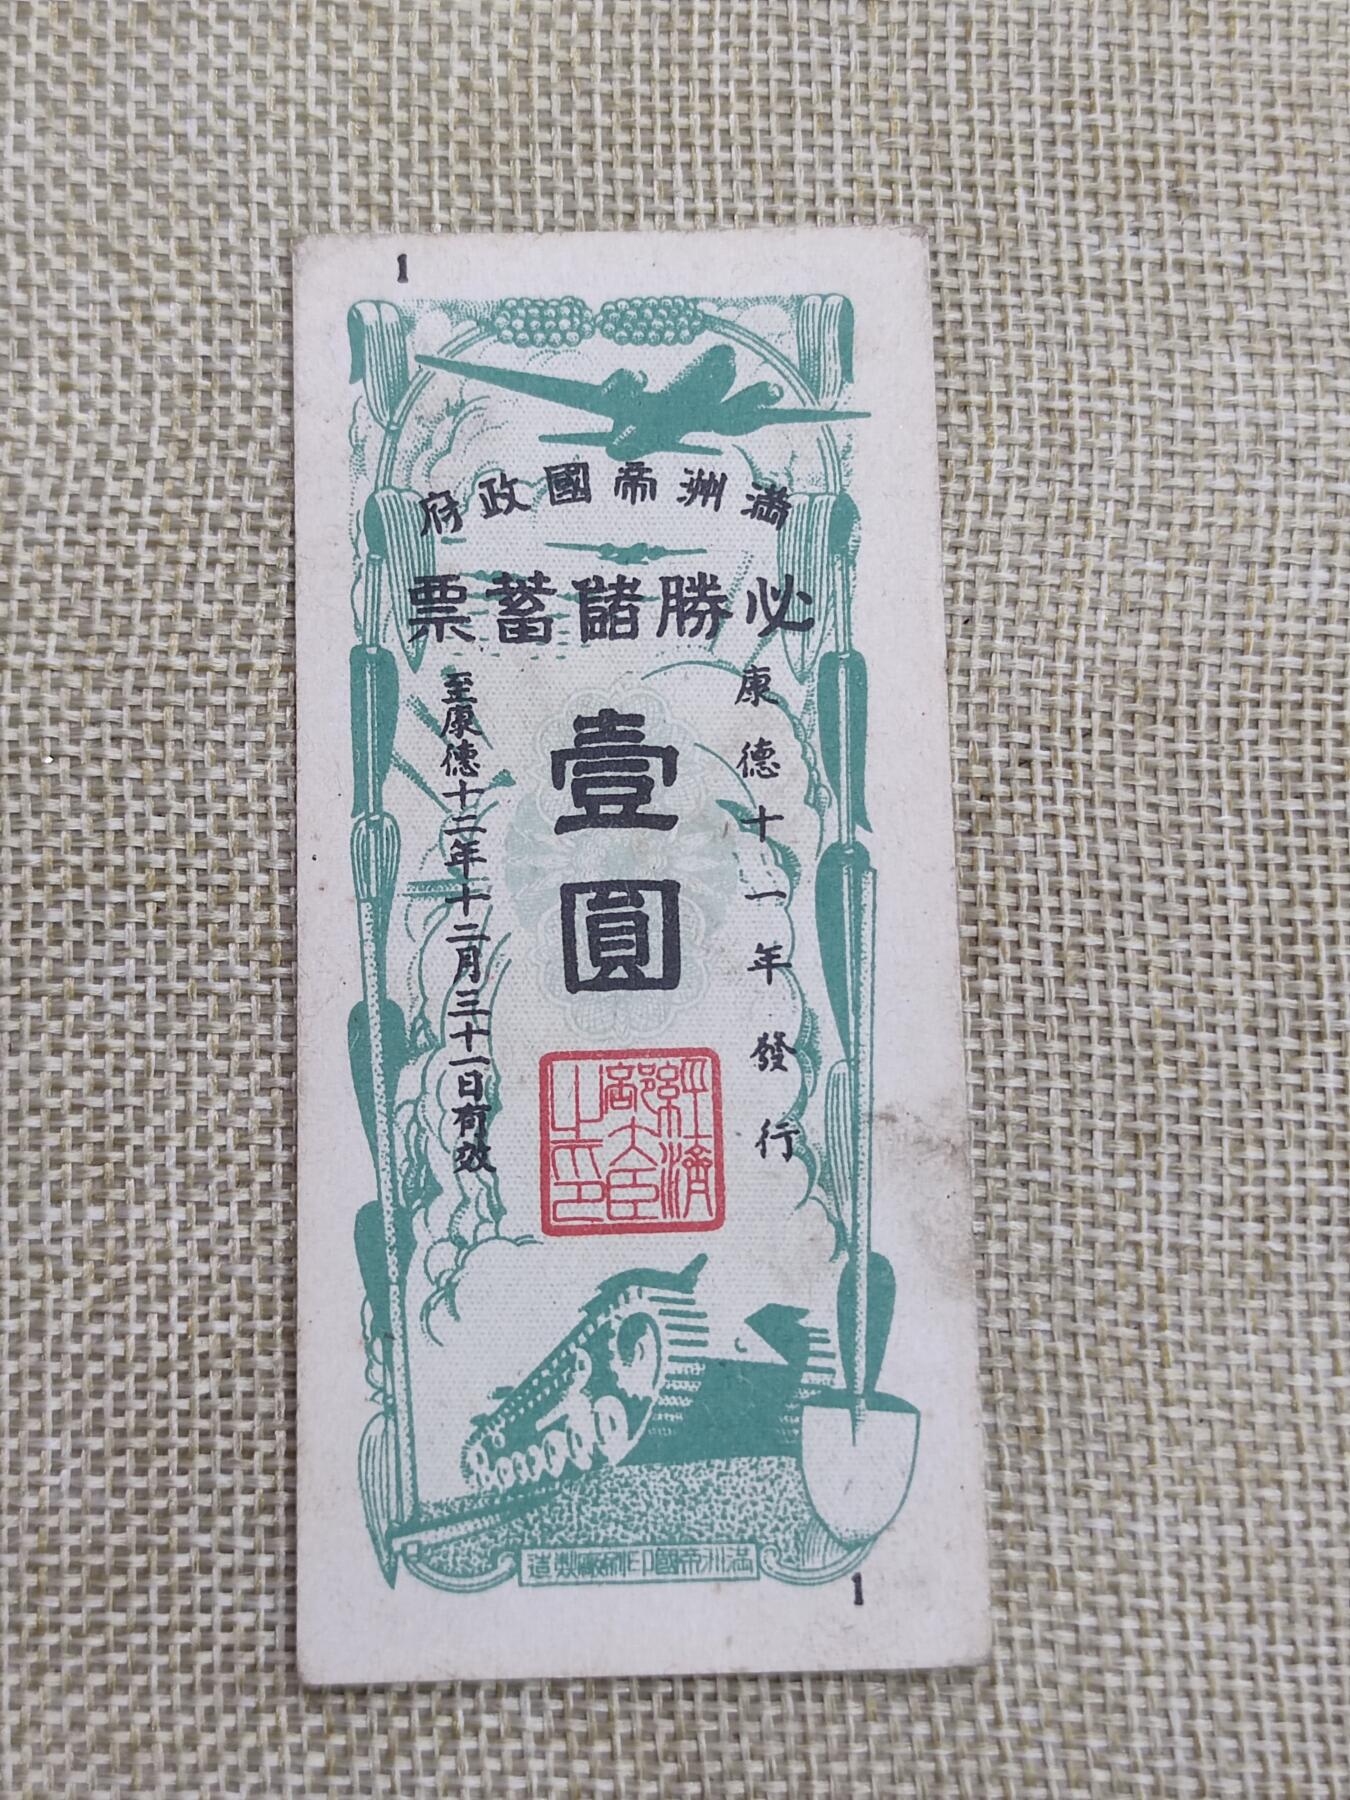 1
滿洲帝國政府
必勝儲蓄票
康德十一年發行
壹圓
至康德十二年十二月三十一日有效
經濟部大臣之印
滿洲帝國印刷廠製造
1